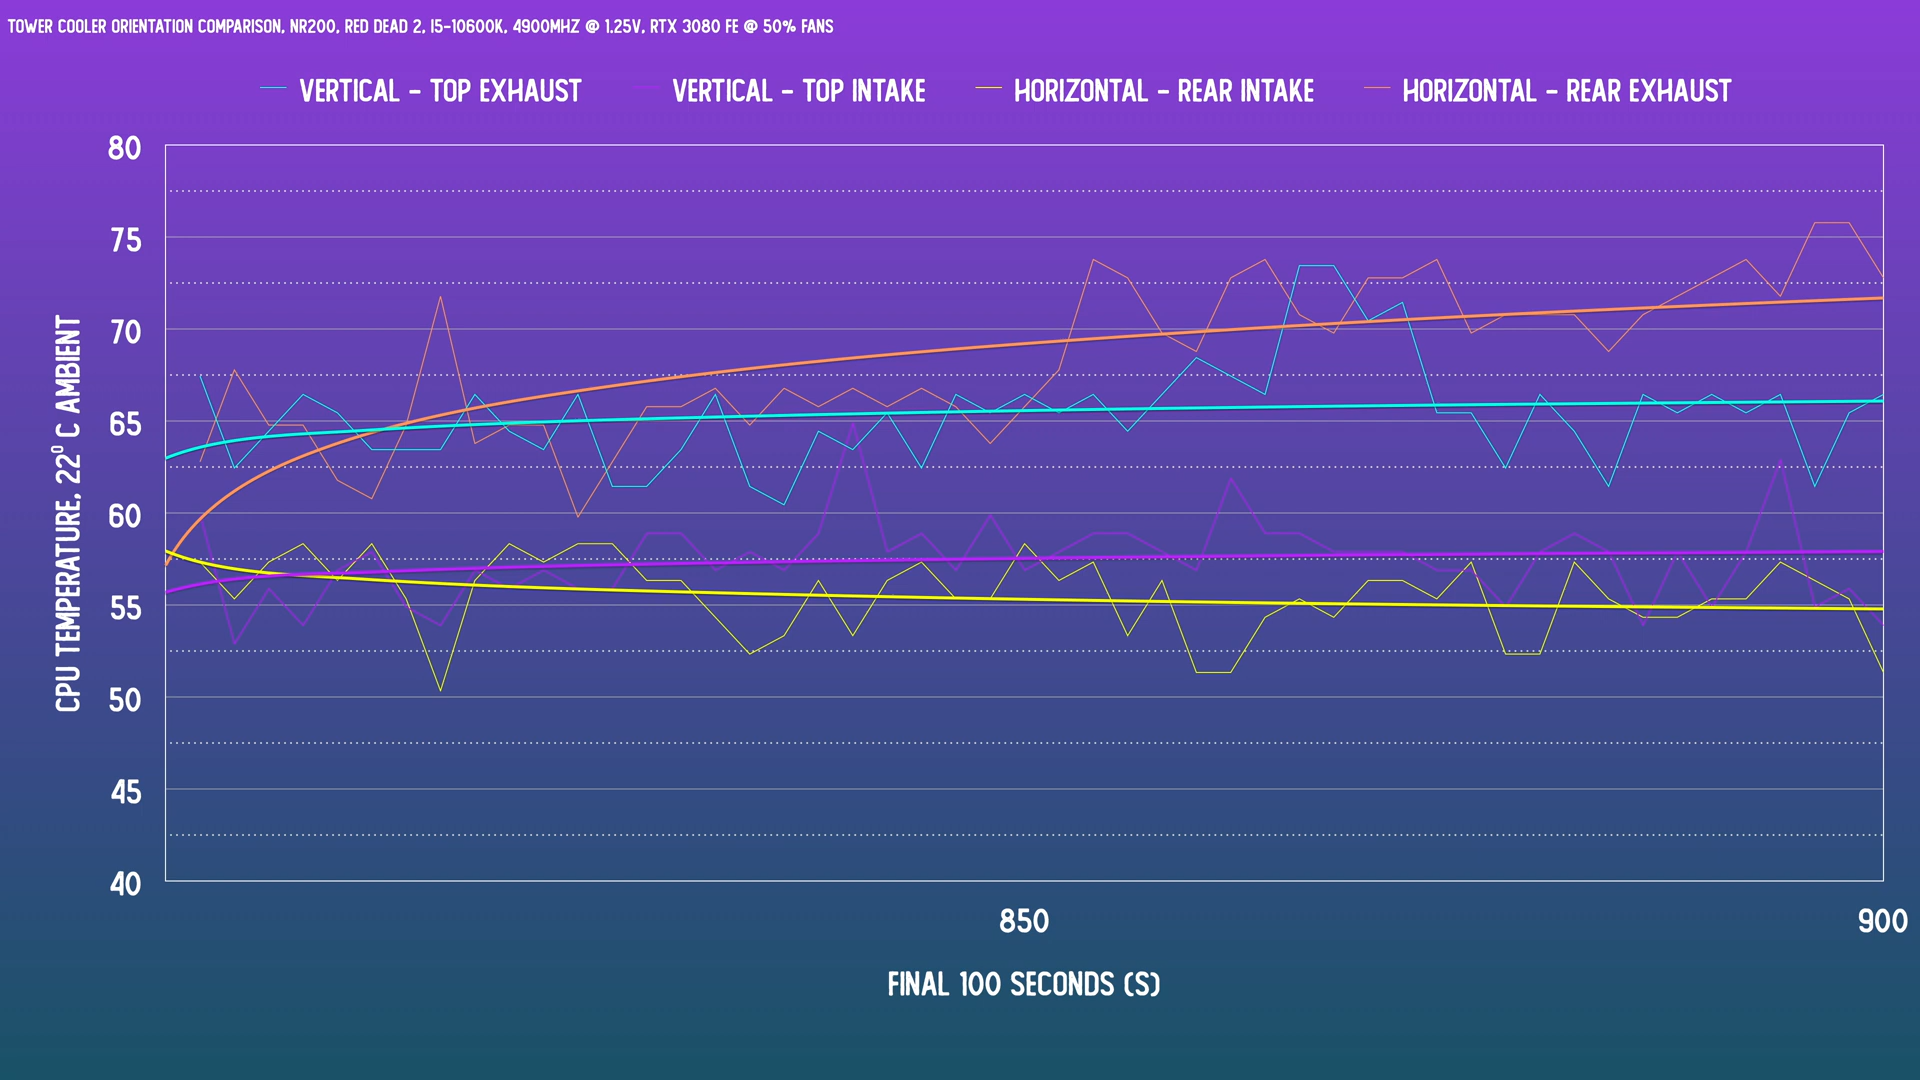 TOWER COOLER ORIENTATION COMPARISON, NR200, RED DEAD 2, I5-10600K, 4900MHZ @ 1.25V, RTX 3080 FE @ 50% FANS
VERTICAL - TOP EXHAUST
VERTICAL - TOP INTAKE
HORIZONTAL - REAR INTAKE
HORIZONTAL - REAR EXHAUST
CPU TEMPERATURE, 22⁰ C AMBIENT
80
75
70
65
60
55
50
45
40
850
900
FINAL 100 SECONDS (S)